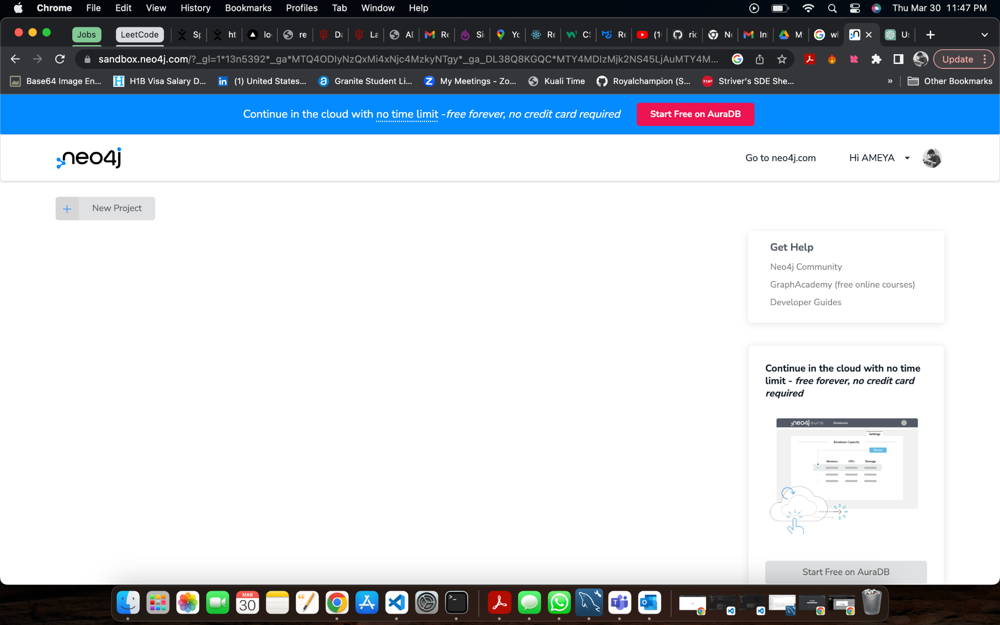 Chrome File Edit View History Bookmarks Profiles Tab Window Help Thu Mar 30 11:47 PM
Jobs LeetCode Sp ht lo re Da La AD Re Si Yo Re CS Re (1 ric Ne In M wl Us
sandbox.neo4j.com/?_gl=1*13n5392*_ga*MTQ4ODIyNzQxMi4xNjc4MzkyNTgy*_ga_DL38Q8KGQC*MTY4MDIzMjk2NS45LjAuMTY4M... Update
Base64 Image En... H1B Visa Salary D... (1) United States... Granite Student Li... My Meetings - Zo... Kuali Time Royalchampion (S... TUF Striver's SDE She... » Other Bookmarks
Continue in the cloud with no time limit -free forever, no credit card required Start Free on AuraDB
neo4j Go to neo4j.com Hi AMEYA
+ New Project
Get Help
Neo4j Community
GraphAcademy (free online courses)
Developer Guides
Continue in the cloud with no time
limit - free forever, no credit card
required
neo4j aura Databases
Settings
Database Capacity
Resize
Memory CPU Storage
Start Free on AuraDB
MAR
30